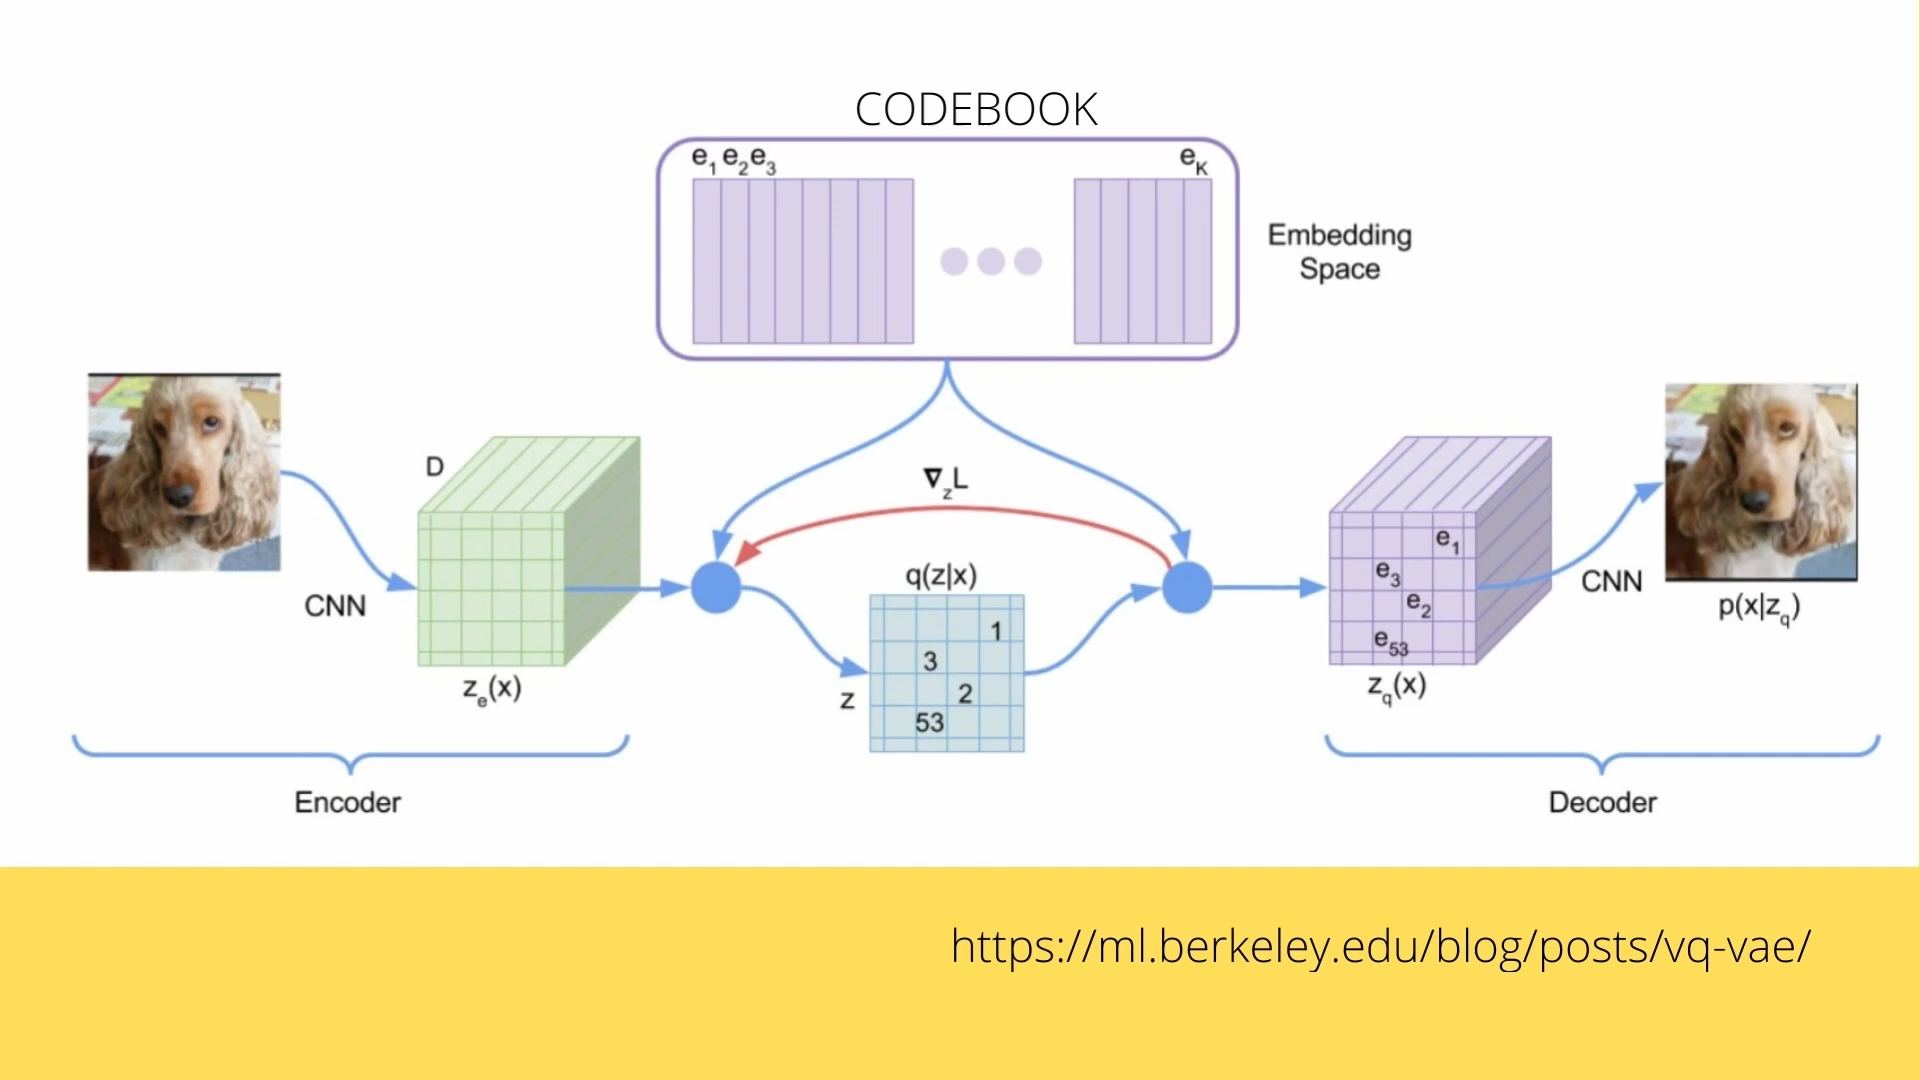 CODEBOOK
e1 e2 e3
eK
Embedding
Space
D
∇zL
q(z|x)
1
3
2
53
z
CNN
ze(x)
e1
e3
e2
e53
zq(x)
CNN
p(x|zq)
Encoder
Decoder
https://ml.berkeley.edu/blog/posts/vq-vae/